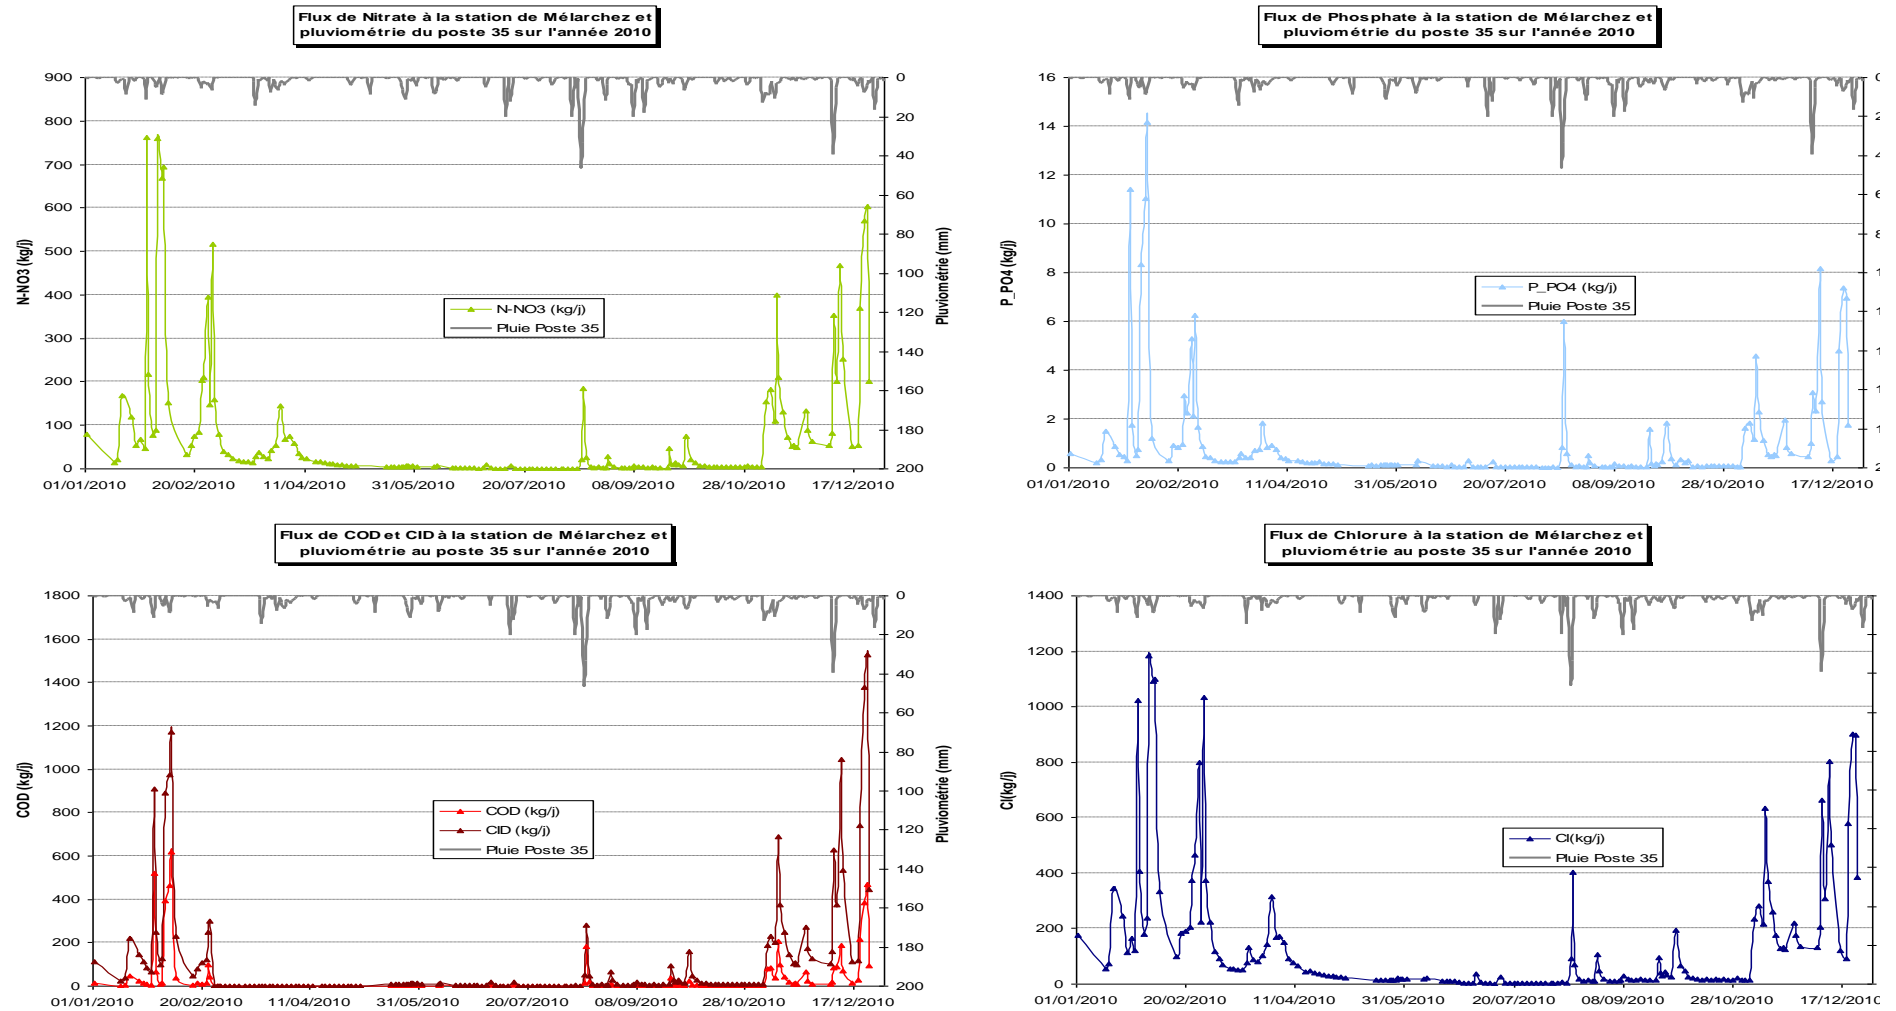 Flux de Nitrate à la station de Mélarchez et
pluviométrie du poste 35 sur l'année 2010
900
800
700
600
500
400
300
200
100
0
N-NO3 (kg/j)
0
20
40
60
80
100
120
140
160
180
200
Pluviométrie (mm)
N-NO3 (kg/j)
Pluie Poste 35
01/01/2010 20/02/2010 11/04/2010 31/05/2010 20/07/2010 08/09/2010 28/10/2010 17/12/2010
Flux de Phosphate à la station de Mélarchez et
pluviométrie du poste 35 sur l'année 2010
16
14
12
10
8
6
4
2
0
P_PO4 (kg/j)
P_PO4 (kg/j)
Pluie Poste 35
01/01/2010 20/02/2010 11/04/2010 31/05/2010 20/07/2010 08/09/2010 28/10/2010 17/12/2010
Flux de COD et CID à la station de Mélarchez et
pluviométrie au poste 35 sur l'année 2010
1800
1600
1400
1200
1000
800
600
400
200
0
COD (kg/j)
0
20
40
60
80
100
120
140
160
180
200
Pluviométrie (mm)
COD (kg/j)
CID (kg/j)
Pluie Poste 35
01/01/2010 20/02/2010 11/04/2010 31/05/2010 20/07/2010 08/09/2010 28/10/2010 17/12/2010
Flux de Chlorure à la station de Mélarchez et
pluviométrie au poste 35 sur l'année 2010
1400
1200
1000
800
600
400
200
0
Cl(kg/j)
Cl(kg/j)
Pluie Poste 35
01/01/2010 20/02/2010 11/04/2010 31/05/2010 20/07/2010 08/09/2010 28/10/2010 17/12/2010